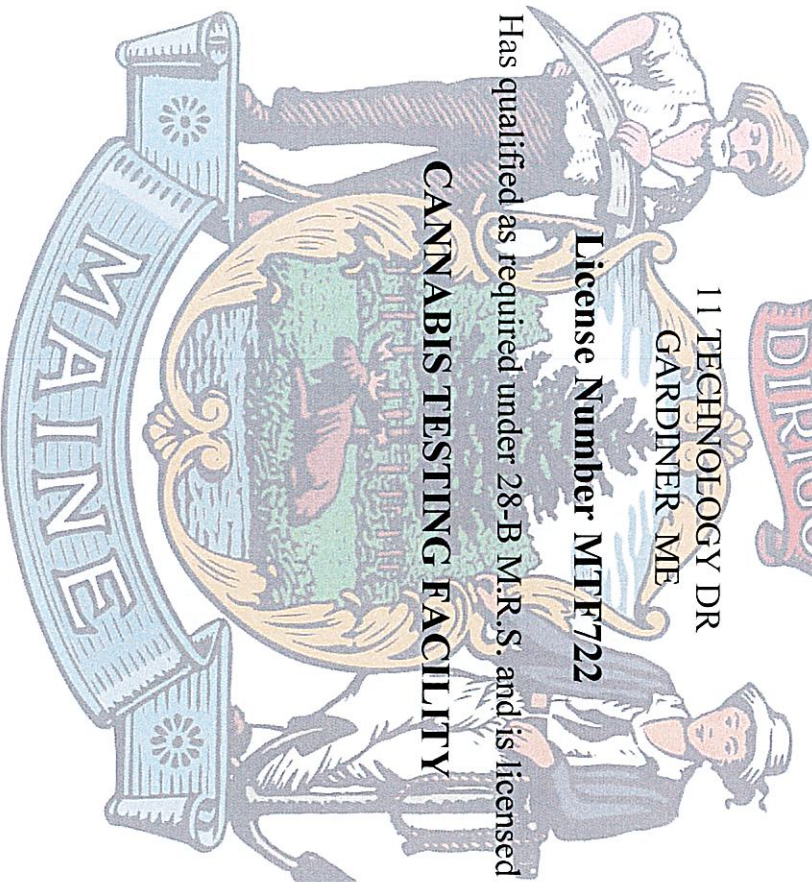 DIRIGO
11 TECHNOLOGY DR
GARDINER ME
License Number MTF722
Has qualified as required under 28-B M.R.S. and is licensed
CANNABIS TESTING FACILITY
MAINE